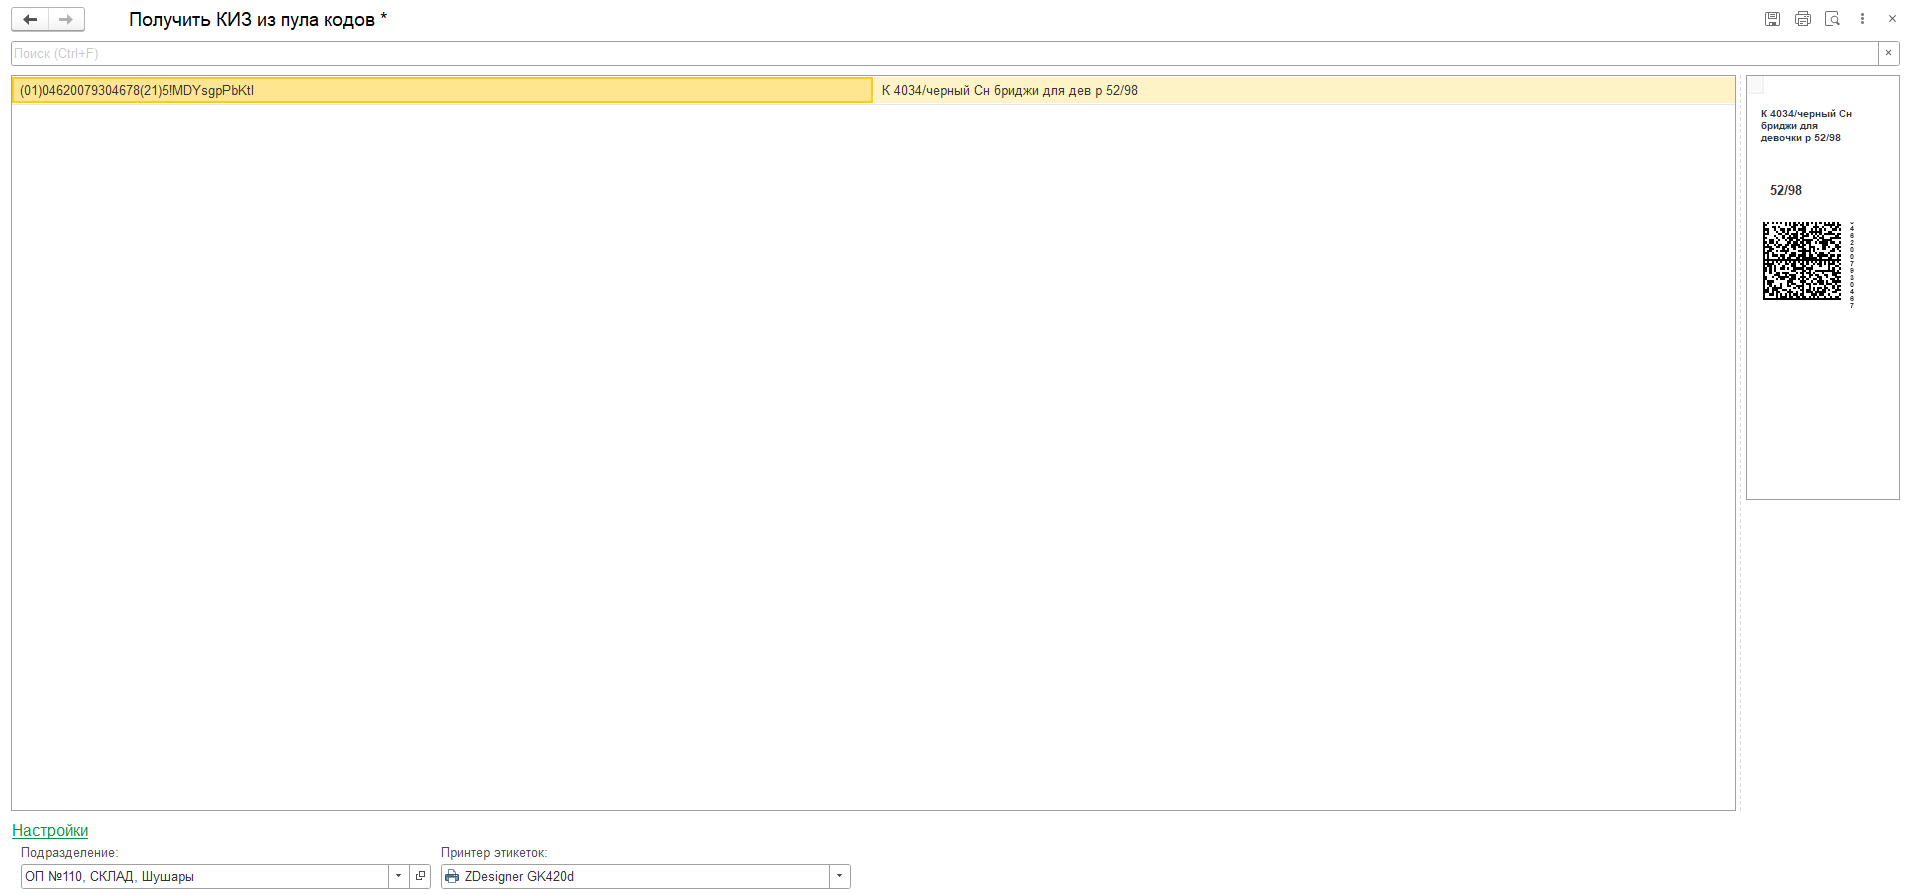 Получить КИЗ из пула кодов *
Поиск (Ctrl+F)
×
(01)04620079304678(21)5!MDYsgpPbKtI
К 4034/черный Сн бриджи для дев р 52/98
К 4034/черный Сн
бриджи для
девочки р 52/98
52/98
462007930467
Настройки
Подразделение:
Принтер этикеток:
ОП №110, СКЛАД, Шушары
ZDesigner GK420d